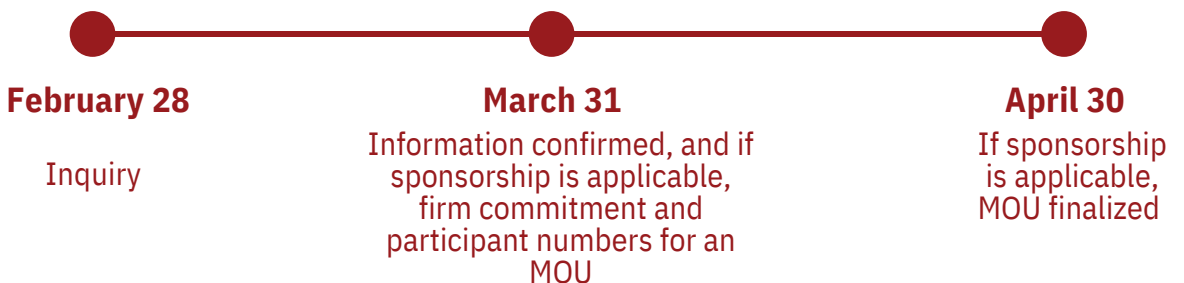 February 28
Inquiry
March 31
Information confirmed, and if
sponsorship is applicable,
firm commitment and
participant numbers for an
MOU
April 30
If sponsorship
is applicable,
MOU finalized